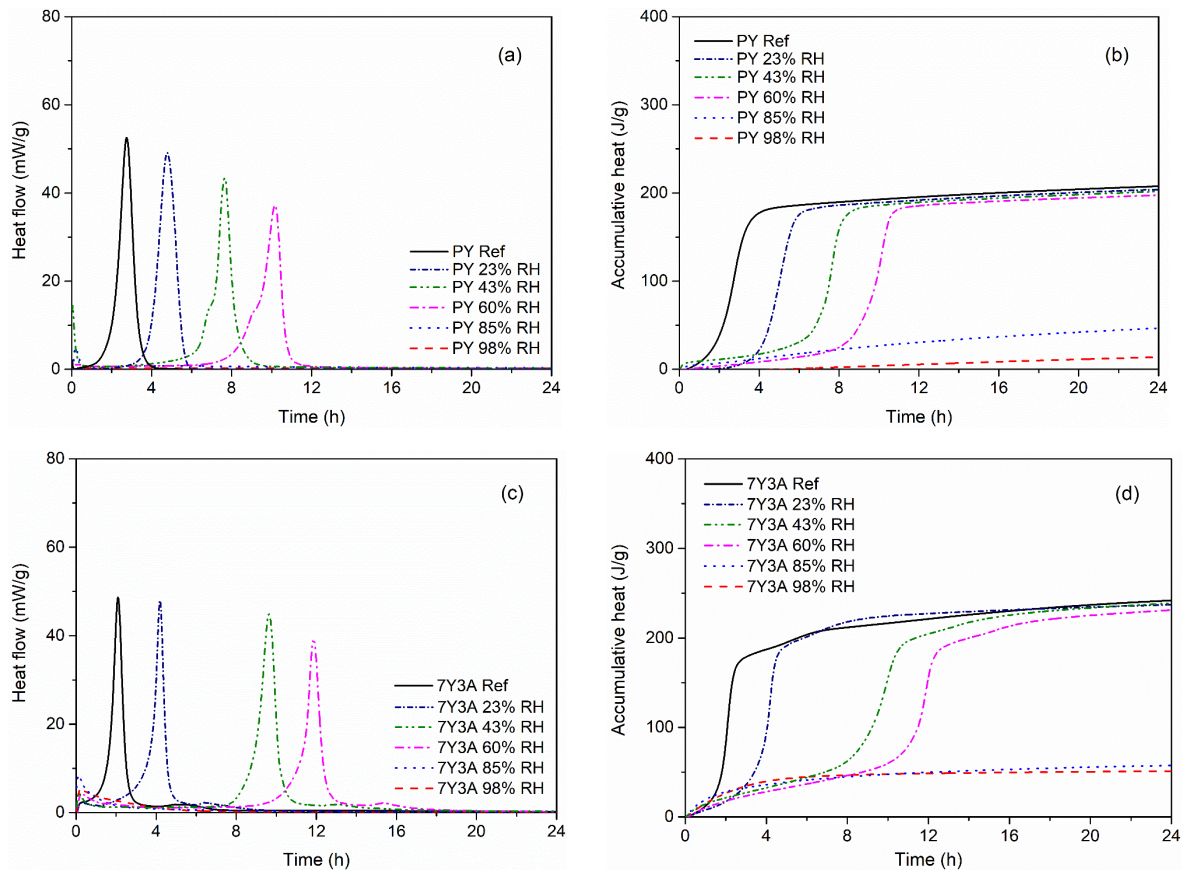 (a)
80
60
40
20
0
Heat flow (mW/g)
PY Ref
PY 23% RH
PY 43% RH
PY 60% RH
PY 85% RH
PY 98% RH
0 4 8 12 16 20 24
Time (h)
(b)
400
300
200
100
0
Accumulative heat (J/g)
PY Ref
PY 23% RH
PY 43% RH
PY 60% RH
PY 85% RH
PY 98% RH
0 4 8 12 16 20 24
Time (h)
(c)
80
60
40
20
0
Heat flow (mW/g)
7Y3A Ref
7Y3A 23% RH
7Y3A 43% RH
7Y3A 60% RH
7Y3A 85% RH
7Y3A 98% RH
0 4 8 12 16 20 24
Time (h)
(d)
400
300
200
100
0
Accumulative heat (J/g)
7Y3A Ref
7Y3A 23% RH
7Y3A 43% RH
7Y3A 60% RH
7Y3A 85% RH
7Y3A 98% RH
0 4 8 12 16 20 24
Time (h)